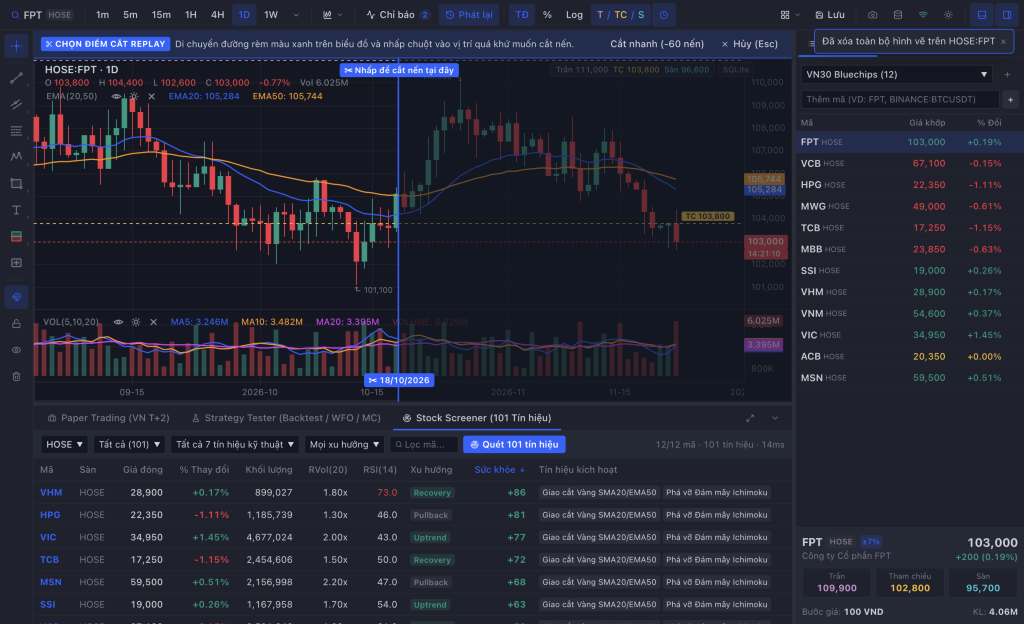 FPT HOSE 1m 5m 15m 1H 4H 1D 1W Chỉ báo 2 Phát lại TĐ % Log T / TC / S Lưu
CHỌN ĐIỂM CẮT REPLAY Di chuyển đường rèm màu xanh trên biểu đồ và nhấp chuột vào vị trí quá khứ muốn cắt nến. Cắt nhanh (-60 nến) × Hủy (Esc)
Đã xóa toàn bộ hình vẽ trên HOSE:FPT ×
HOSE:FPT · 1D
Nhấp để cắt nến tại đây
Trần 111,000 TC 103,800 Sàn 96,600 SQLite
O 103,800 H 104,400 L 102,600 C 103,000 -0.77% Vol 6.025M
EMA(20,50) EMA20: 105,284 EMA50: 105,744
110,000
109,000
108,000
107,000
105,744
105,284
104,000
TC 103,800
103,000
14:21:10
102,000
101,000
101,100
VOL(5,10,20) MA5: 3.246M MA10: 3.482M MA20: 3.395M VOLUME: 6.025M
6.025M
3.395M
800K
18/10/2026
09-15 2026-10 10-15 2026-11 11-15
VN30 Bluechips (12) ▼ +
Thêm mã (VD: FPT, BINANCE:BTCUSDT) +
Mã Giá khớp % Đổi
FPT HOSE 103,000 +0.19%
VCB HOSE 67,100 -0.15%
HPG HOSE 22,350 -1.11%
MWG HOSE 49,000 -0.61%
TCB HOSE 17,250 -1.15%
MBB HOSE 23,850 -0.63%
SSI HOSE 19,000 +0.26%
VHM HOSE 28,900 +0.17%
VNM HOSE 54,600 +0.37%
VIC HOSE 34,950 +1.45%
ACB HOSE 20,350 +0.00%
MSN HOSE 59,500 +0.51%
Paper Trading (VN T+2) Strategy Tester (Backtest / WFO / MC) Stock Screener (101 Tín hiệu)
HOSE ▼ Tất cả (101) ▼ Tất cả 7 tín hiệu kỹ thuật ▼ Mọi xu hướng ▼ Lọc mã... Quét 101 tín hiệu 12/12 mã · 101 tín hiệu · 14ms
Mã Sàn Giá đóng % Thay đổi Khối lượng RVol(20) RSI(14) Xu hướng Sức khỏe ↓ Tín hiệu kích hoạt
VHM HOSE 28,900 +0.17% 899,027 1.80x 73.0 Recovery +86 Giao cắt Vàng SMA20/EMA50 Phá vỡ Đám mây Ichimoku
HPG HOSE 22,350 -1.11% 1,185,739 1.30x 46.0 Pullback +81 Giao cắt Vàng SMA20/EMA50 Phá vỡ Đám mây Ichimoku
VIC HOSE 34,950 +1.45% 4,677,024 2.00x 43.0 Uptrend +77 Giao cắt Vàng SMA20/EMA50 Phá vỡ Đám mây Ichimoku
TCB HOSE 17,250 -1.15% 2,454,606 1.50x 50.0 Recovery +72 Giao cắt Vàng SMA20/EMA50 Phá vỡ Đám mây Ichimoku
MSN HOSE 59,500 +0.51% 2,156,998 2.20x 47.0 Pullback +68 Giao cắt Vàng SMA20/EMA50 Phá vỡ Đám mây Ichimoku
SSI HOSE 19,000 +0.26% 1,167,958 1.70x 54.0 Uptrend +63 Giao cắt Vàng SMA20/EMA50 Phá vỡ Đám mây Ichimoku
FPT HOSE ±7% 103,000
Công ty Cổ phần FPT +200 (0.19%)
Trần Tham chiếu Sàn
109,900 102,800 95,700
Bước giá: 100 VND KL: 4.06M